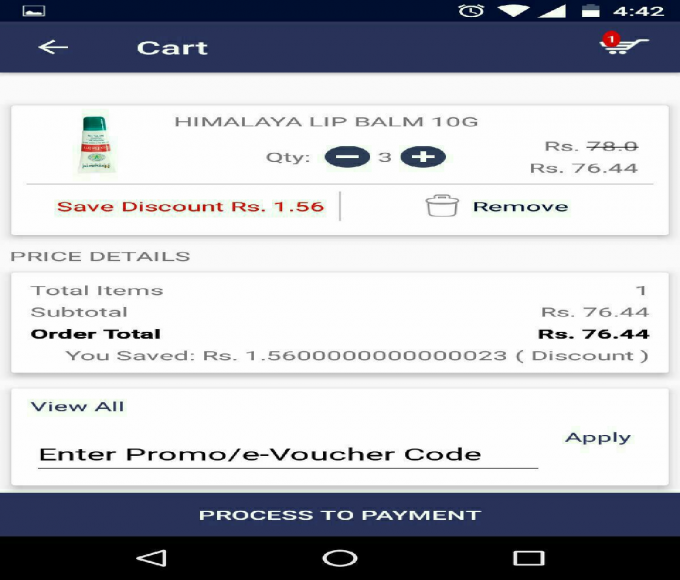 4:42
Cart
1
HIMALAYA LIP BALM 10G
Qty: 3
Rs. 78.0
Rs. 76.44
Save Discount Rs. 1.56
Remove
PRICE DETAILS
Total Items 1
Subtotal Rs. 76.44
Order Total Rs. 76.44
You Saved: Rs. 1.5600000000000023 ( Discount )
View All
Enter Promo/e-Voucher Code
Apply
PROCESS TO PAYMENT